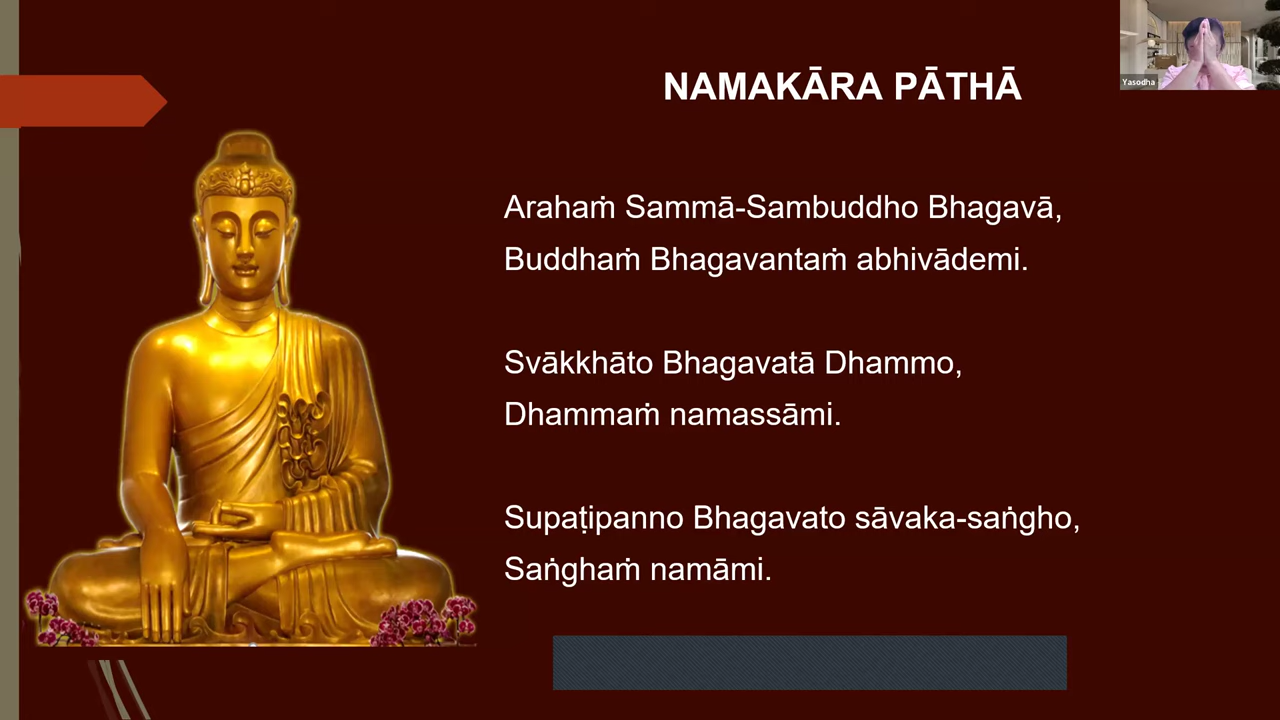 NAMAKĀRA PĀTHĀ
Yasodha
Arahaṁ Sammā-Sambuddho Bhagavā,
Buddhaṁ Bhagavantaṁ abhivādemi.
Svākkhāto Bhagavatā Dhammo,
Dhammaṁ namassāmi.
Supaṭipanno Bhagavato sāvaka-saṅgho,
Saṅghaṁ namāmi.